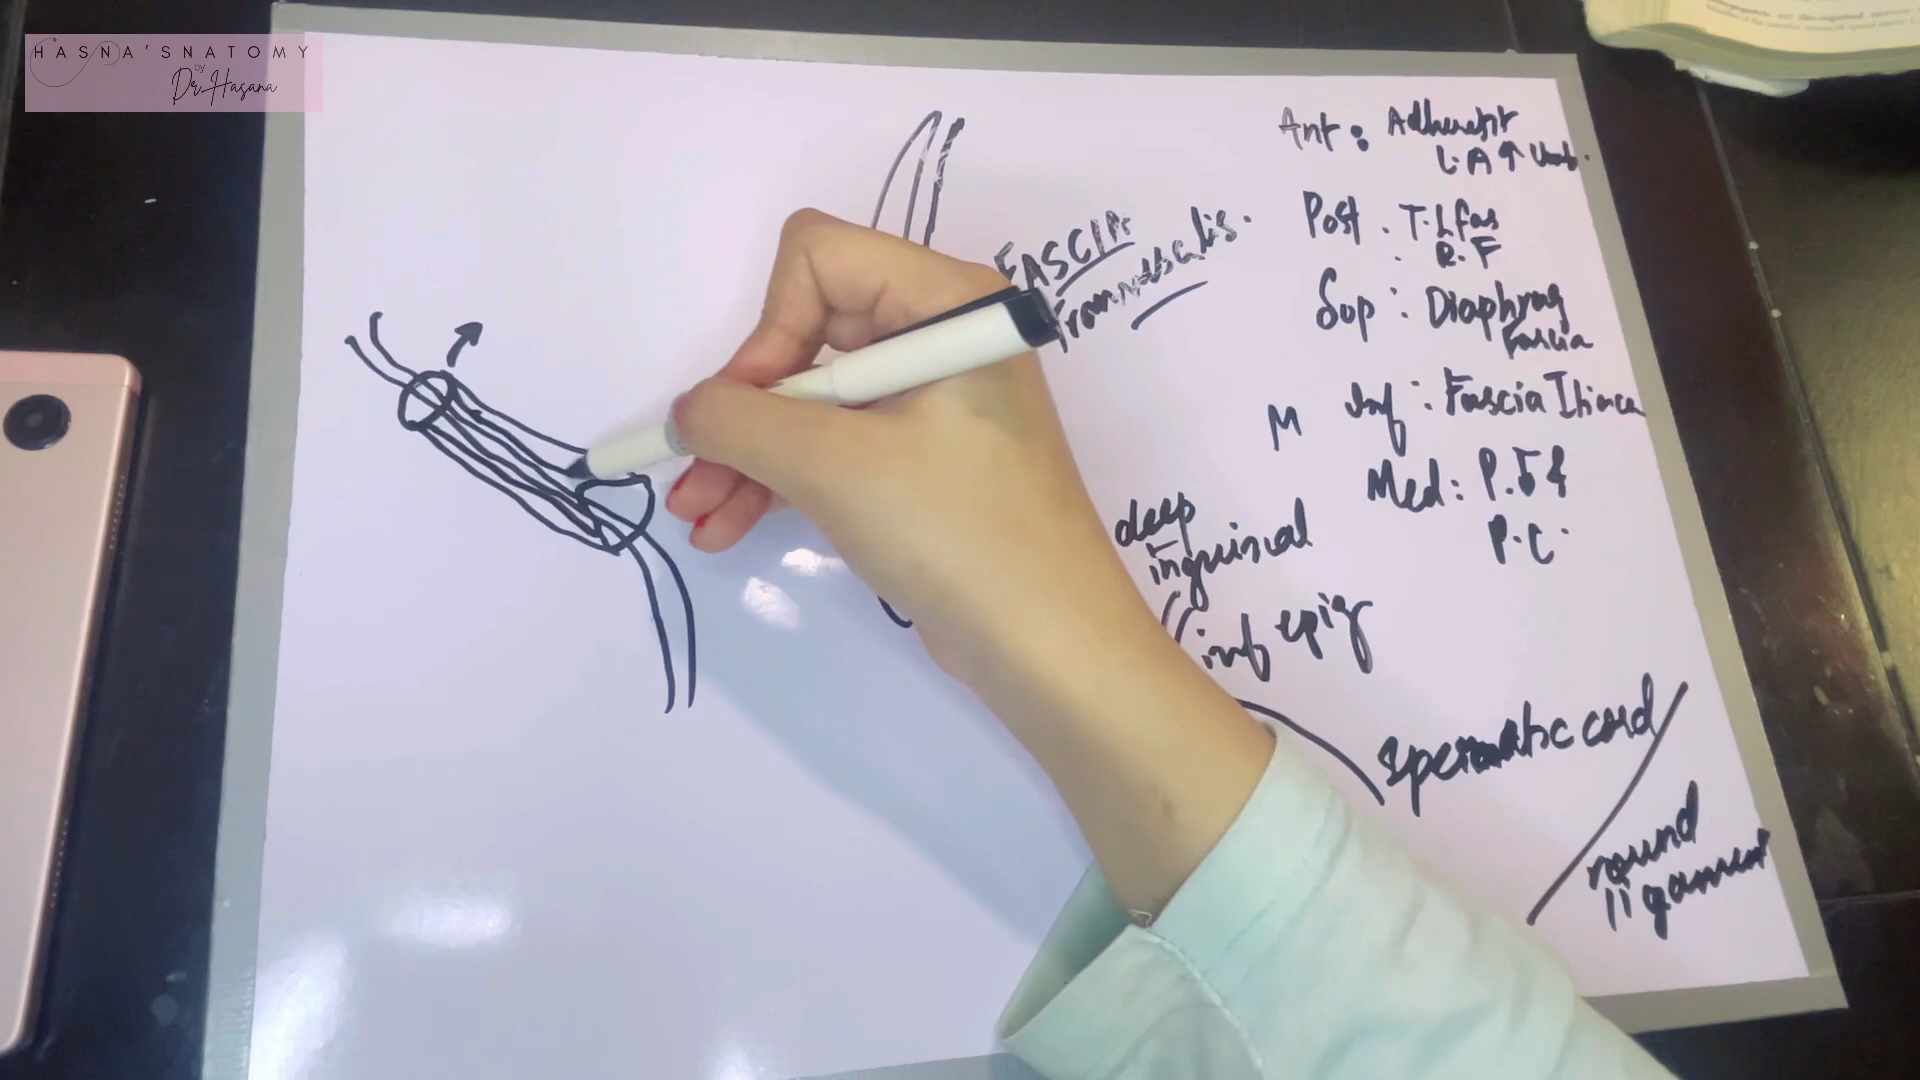 HASNA'SNATOMY
by
Dr.Hasana
FASCIA
Ant: Adherent
L.A ↑ Umb.
Post. T.L fas
R.F
Sup: Diaphrag
Fascia
M
Inf: Fascia Iliaca
Med: P.
P.C.
deep
inguinal
inf epig
spermatic cord
round
ligament